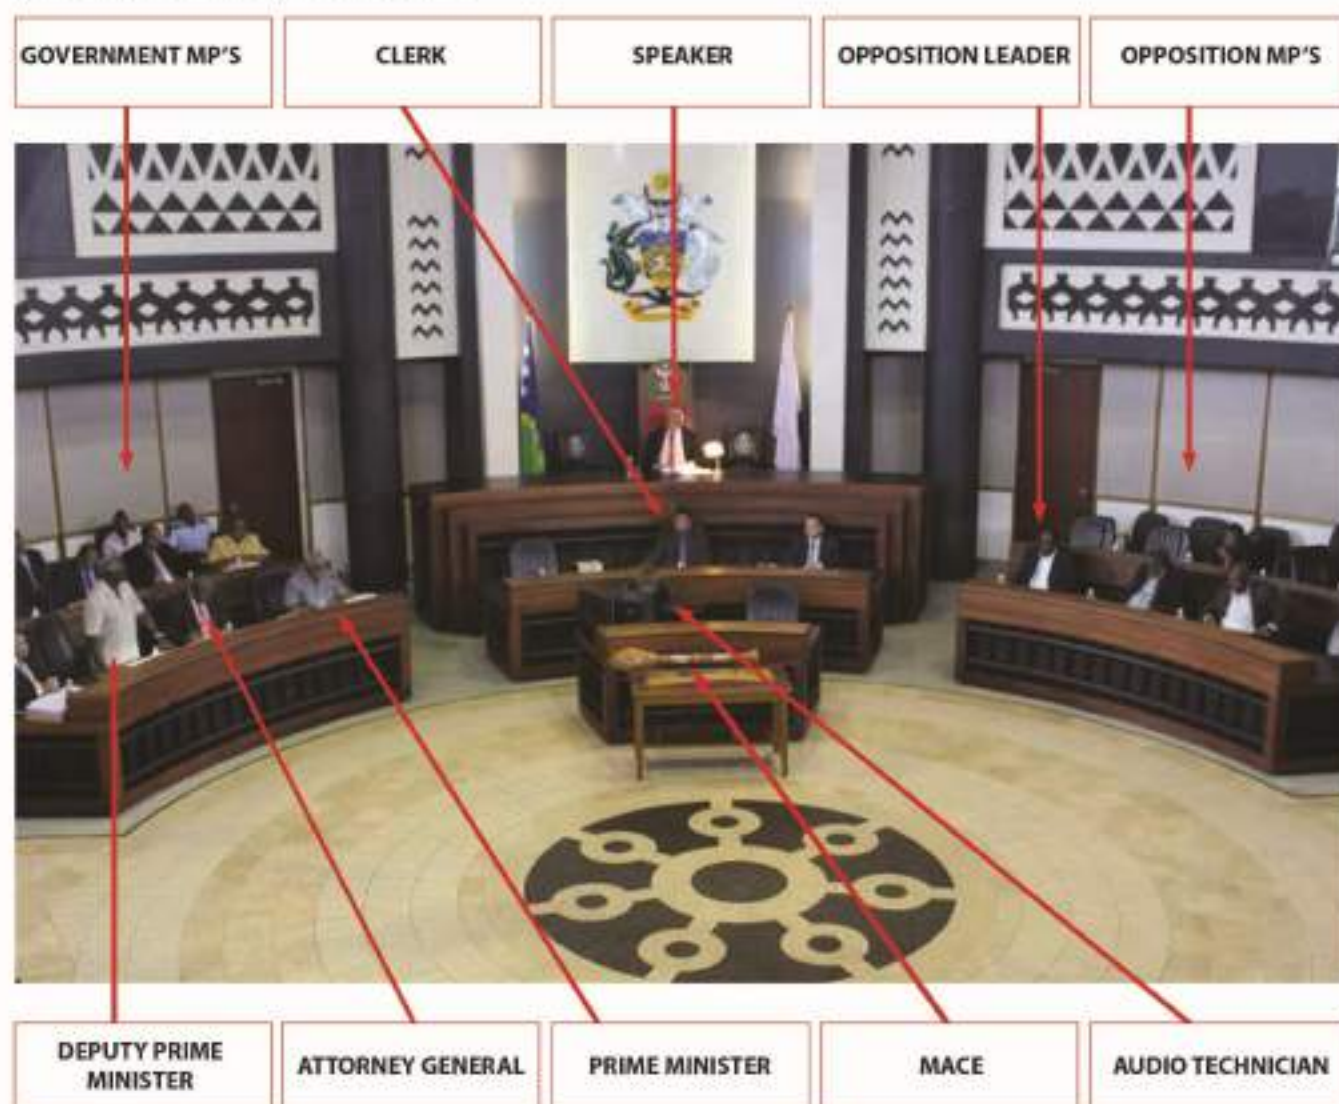 GOVERNMENT MP'S
CLERK
SPEAKER
OPPOSITION LEADER
OPPOSITION MP'S
DEPUTY PRIME
MINISTER
ATTORNEY GENERAL
PRIME MINISTER
MACE
AUDIO TECHNICIAN